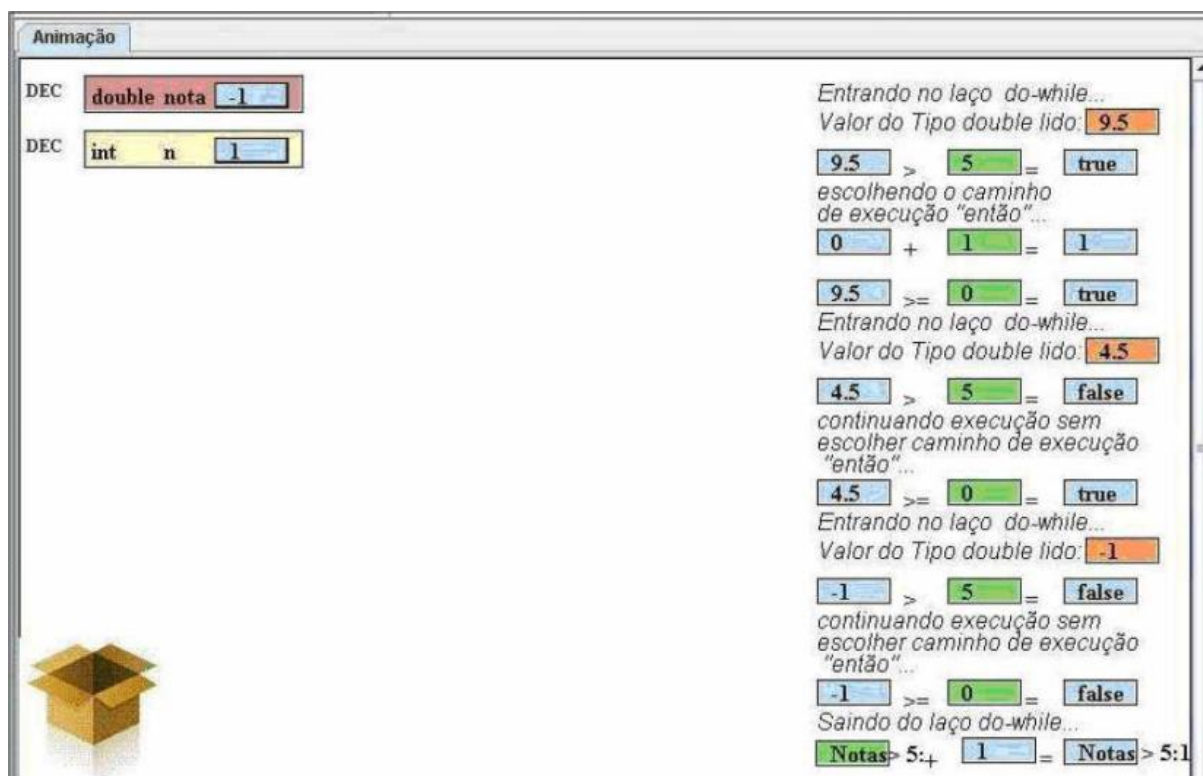 Animação
DEC double nota -1
DEC int n 1
Entrando no laço do-while...
Valor do Tipo double lido: 9.5
9.5 > 5 = true
escolhendo o caminho
de execução "então"...
0 + 1 = 1
9.5 >= 0 = true
Entrando no laço do-while...
Valor do Tipo double lido: 4.5
4.5 > 5 = false
continuando execução sem
escolher caminho de execução
"então"...
4.5 >= 0 = true
Entrando no laço do-while...
Valor do Tipo double lido: -1
-1 > 5 = false
continuando execução sem
escolher caminho de execução
"então"...
-1 >= 0 = false
Saindo do laço do-while...
Notas> 5:+ 1 = Notas > 5:1